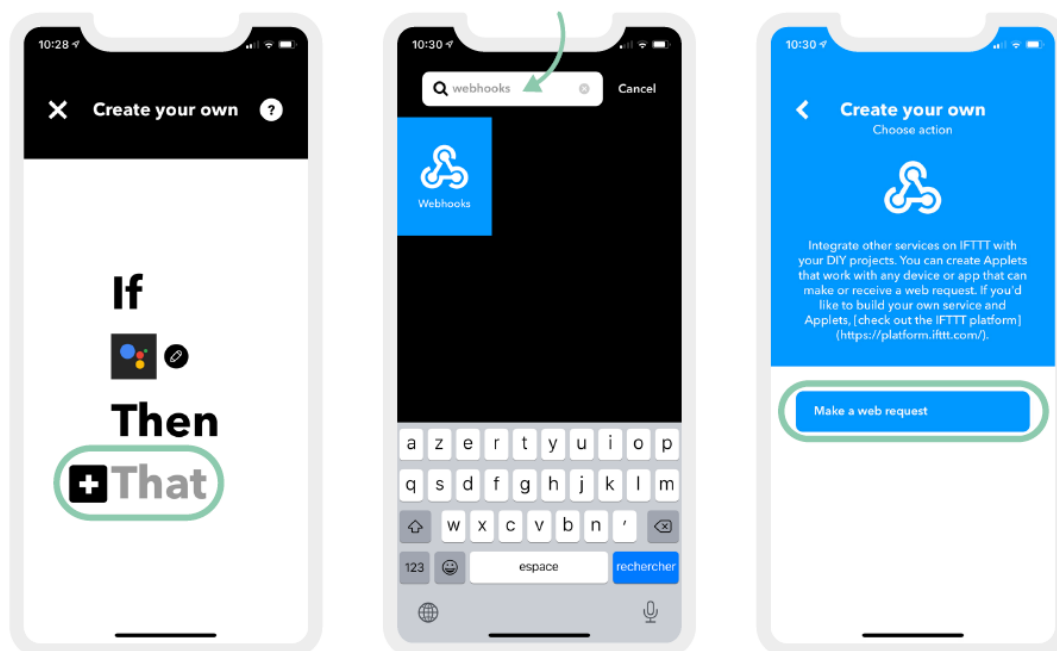 10:28
Create your own ?
If
Then
That
10:30
webhooks Cancel
Webhooks
a z e r t y u i o p
q s d f g h j k l m
w x c v b n ′
123 espace rechercher
10:30
Create your own
Choose action
Integrate other services on IFTTT with
your DIY projects. You can create Applets
that work with any device or app that can
make or receive a web request. If you'd
like to build your own service and
Applets, [check out the IFTTT platform]
(https://platform.ifttt.com/).
Make a web request